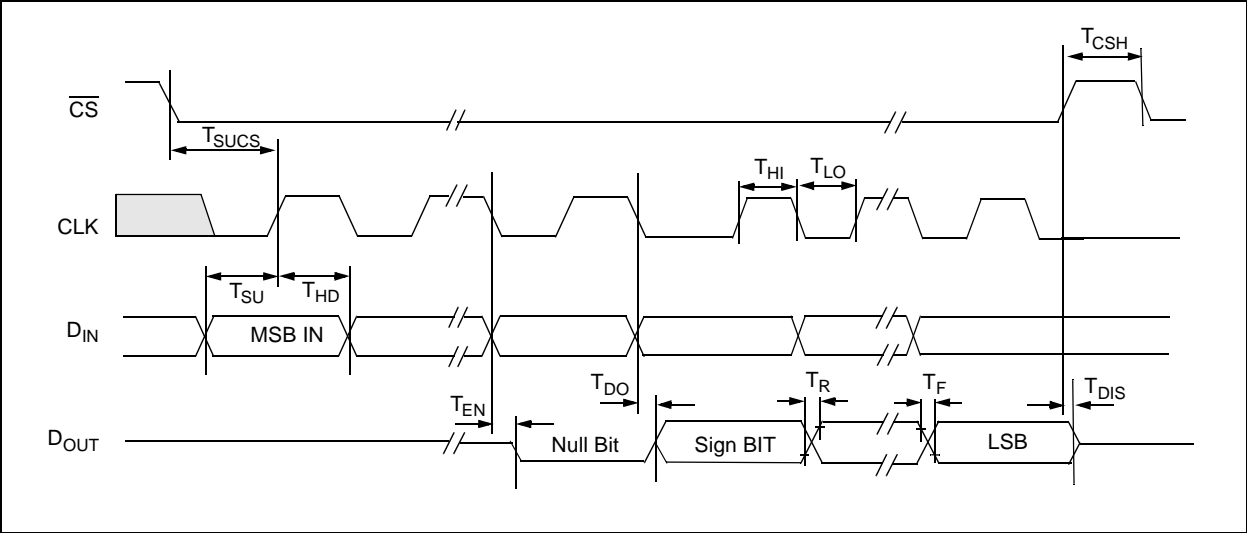 TCSH
CS
TSUCS
THI
TLO
CLK
TSU
THD
DIN
MSB IN
TDO
TR
TF
TDIS
TEN
DOUT
Null Bit
Sign BIT
LSB